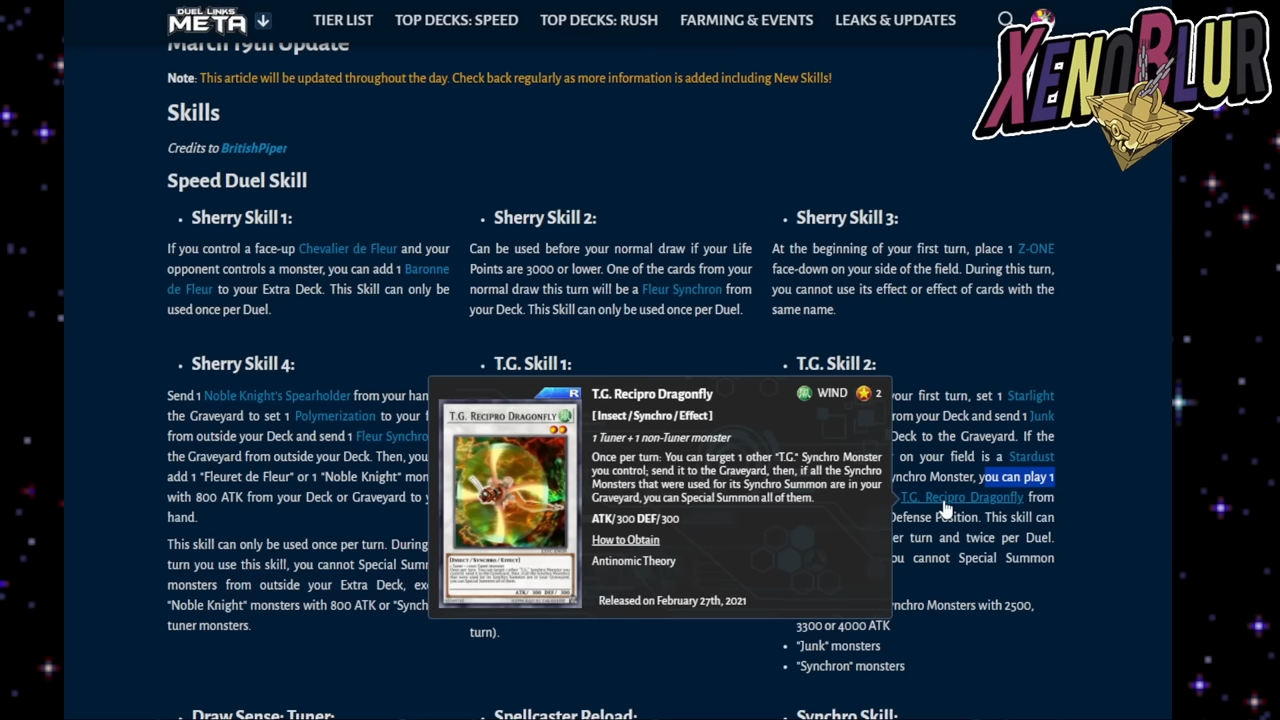 DUEL LINKS
META
TIER LIST
TOP DECKS: SPEED
TOP DECKS: RUSH
FARMING & EVENTS
LEAKS & UPDATES
XENOBLUR
March 19th Update
Note: This article will be updated throughout the day. Check back regularly as more information is added including New Skills!
Skills
Credits to BritishPiper
Speed Duel Skill
Sherry Skill 1:
If you control a face-up Chevalier de Fleur and your
opponent controls a monster, you can add 1 Baronne
de Fleur to your Extra Deck. This Skill can only be
used once per Duel.
Sherry Skill 2:
Can be used before your normal draw if your Life
Points are 3000 or lower. One of the cards from your
normal draw this turn will be a Fleur Synchron from
your Deck. This Skill can only be used once per Duel.
Sherry Skill 3:
At the beginning of your first turn, place 1 Z-ONE
face-down on your side of the field. During this turn,
you cannot use its effect or effect of cards with the
same name.
Sherry Skill 4:
Send 1 Noble Knight's Spearholder from your han
the Graveyard to set 1 Polymerization to your f
from outside your Deck and send 1 Fleur Synchro
the Graveyard from outside your Deck. Then, you
add 1 "Fleuret de Fleur" or 1 "Noble Knight" mon
with 800 ATK from your Deck or Graveyard to y
hand.
This skill can only be used once per turn. During
turn you use this skill, you cannot Special Sum
monsters from outside your Extra Deck, exc
"Noble Knight" monsters with 800 ATK or "Synch
tuner monsters.
T.G. Skill 1:
turn).
T.G. Recipro Dragonfly
WIND
2
[ Insect / Synchro / Effect ]
1 Tuner + 1 non-Tuner monster
Once per turn: You can target 1 other "T.G." Synchro Monster
you control; send it to the Graveyard, then, if all the Synchro
Monsters that were used for its Synchro Summon are in your
Graveyard, you can Special Summon all of them.
ATK/ 300 DEF/ 300
How to Obtain
Antinomic Theory
Released on February 27th, 2021
R
T.G. RECIPRO DRAGONFLY
[INSECT / SYNCHRO / EFFECT]
ATK/ 300 DEF/ 300
T.G. Skill 2:
your first turn, set 1 Starlight
rom your Deck and send 1 Junk
Deck to the Graveyard. If the
on your field is a Stardust
ynchro Monster, you can play 1
T.G. Recipro Dragonfly from
Defense Position. This skill can
er turn and twice per Duel.
ou cannot Special Summon
nchro Monsters with 2500,
3300 or 4000 ATK
"Junk" monsters
"Synchron" monsters
Draw Sense: Tuner:
Spellcaster Reload:
Synchro Skill: